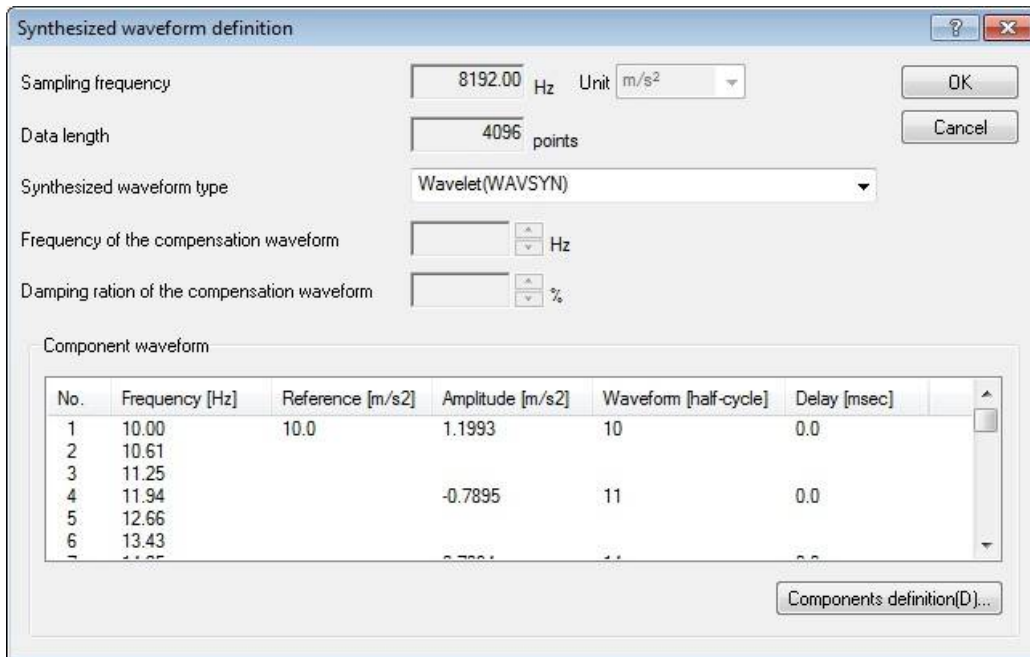 Synthesized waveform definition
Sampling frequency 8192.00 Hz Unit m/s² OK
Data length 4096 points Cancel
Synthesized waveform type Wavelet(WAVSYN)
Frequency of the compensation waveform Hz
Damping ration of the compensation waveform %
Component waveform
No. Frequency [Hz] Reference [m/s2] Amplitude [m/s2] Waveform [half-cycle] Delay [msec]
1 10.00 10.0 1.1993 10 0.0
2 10.61
3 11.25
4 11.94 -0.7895 11 0.0
5 12.66
6 13.43
Components definition(D)...